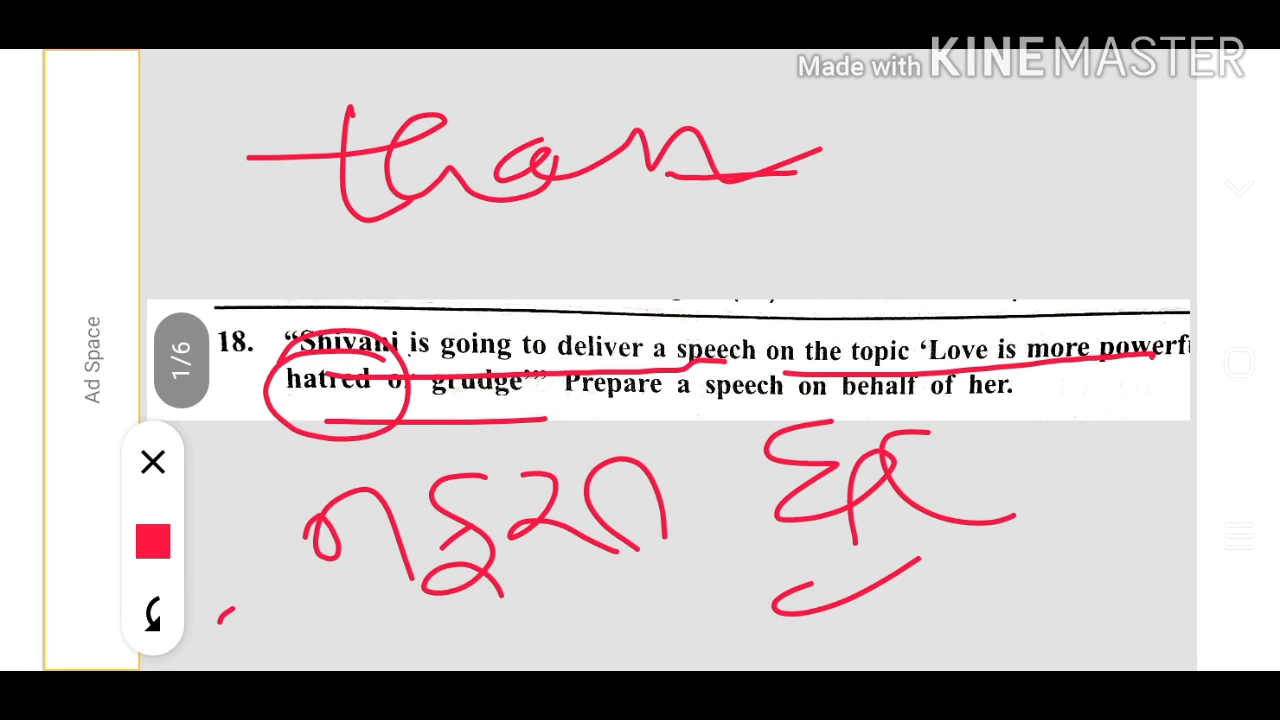 Made with KINEMASTER
than
Ad Space
1/6
18. “Shivani is going to deliver a speech on the topic ‘Love is more powerfu
hatred or grudge’” Prepare a speech on behalf of her.